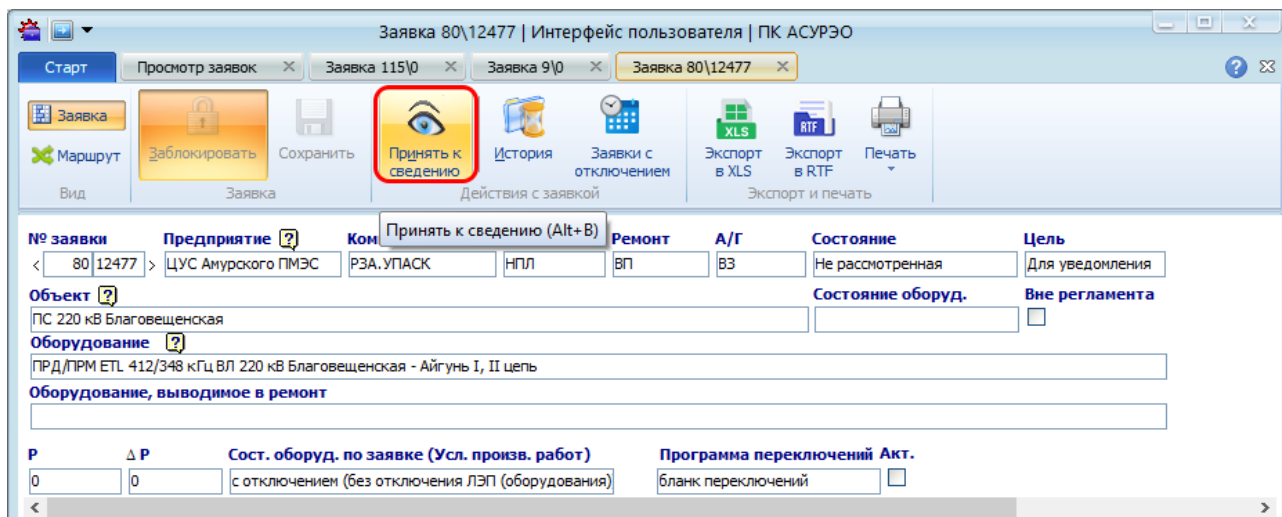 Заявка 80\12477 | Интерфейс пользователя | ПК АСУРЭО
Старт Просмотр заявок Заявка 115\0 Заявка 9\0 Заявка 80\12477
Заявка
Маршрут
Вид
Заблокировать Сохранить
Заявка
Принять к сведению
История
Заявки с отключением
Действия с заявкой
XLS
Экспорт в XLS
RTF
Экспорт в RTF
Печать
Экспорт и печать
Принять к сведению (Alt+В)
№ заявки Предприятие Ком Ремонт А/Г Состояние Цель
< 80 12477 > ЦУС Амурского ПМЭС РЗА.УПАСК НПЛ ВП ВЗ Не рассмотренная Для уведомления
Объект Состояние оборуд. Вне регламента
ПС 220 кВ Благовещенская
Оборудование
ПРД/ПРМ ETL 412/348 кГц ВЛ 220 кВ Благовещенская - Айгунь I, II цепь
Оборудование, выводимое в ремонт
Р Δ Р Сост. оборуд. по заявке (Усл. произв. работ) Программа переключений Акт.
0 0 с отключением (без отключения ЛЭП (оборудования) бланк переключений